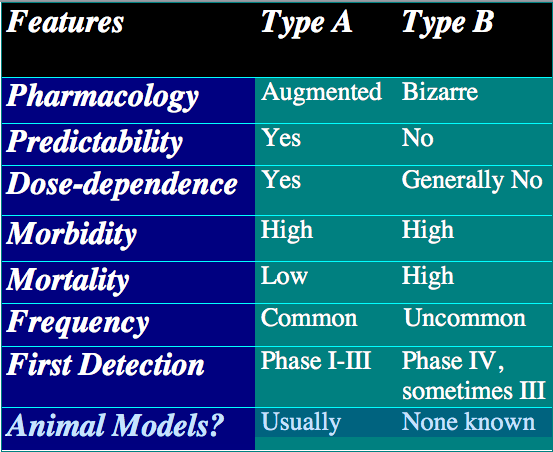 Features Type A Type B
Pharmacology Augmented Bizarre
Predictability Yes No
Dose-dependence Yes Generally No
Morbidity High High
Mortality Low High
Frequency Common Uncommon
First Detection Phase I-III Phase IV,
sometimes III
Animal Models? Usually None known